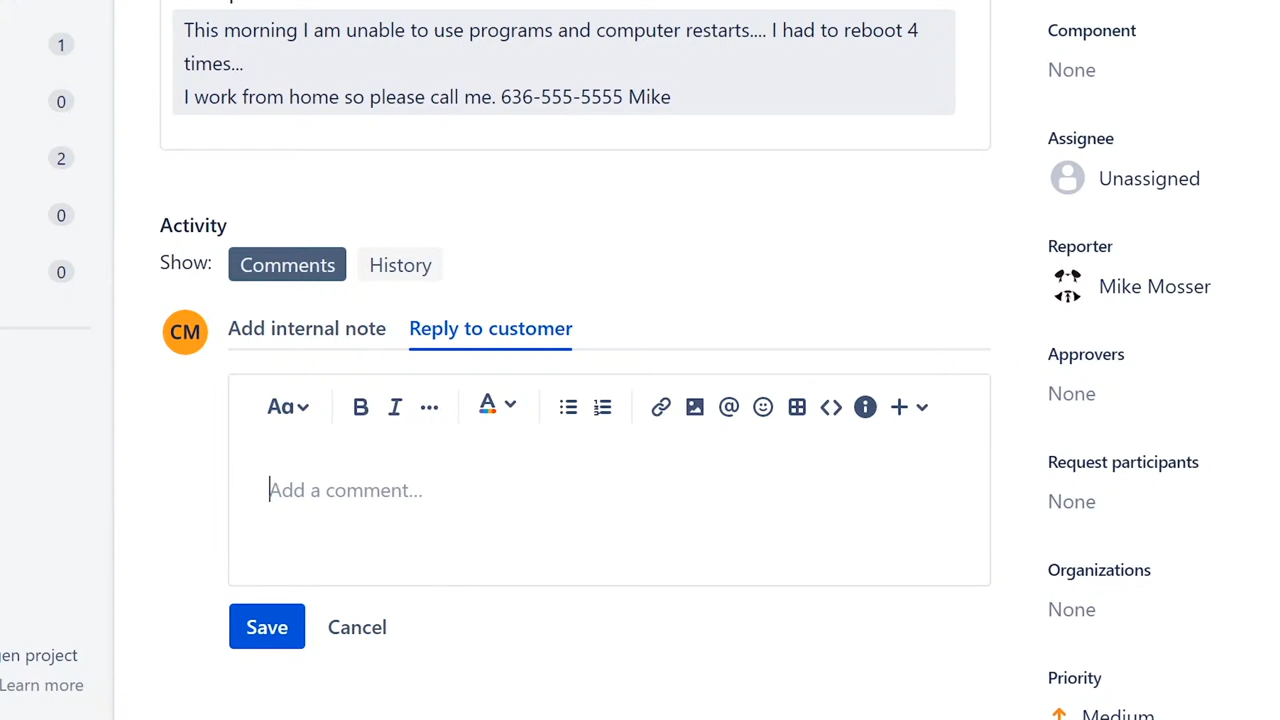 1
0
2
0
0
en project
Learn more
This morning I am unable to use programs and computer restarts.... I had to reboot 4
times...
I work from home so please call me. 636-555-5555 Mike
Activity
Show:
Comments
History
CM
Add internal note
Reply to customer
Aa
B
I
A
Add a comment...
Save
Cancel
Component
None
Assignee
Unassigned
Reporter
Mike Mosser
Approvers
None
Request participants
None
Organizations
None
Priority
Medium